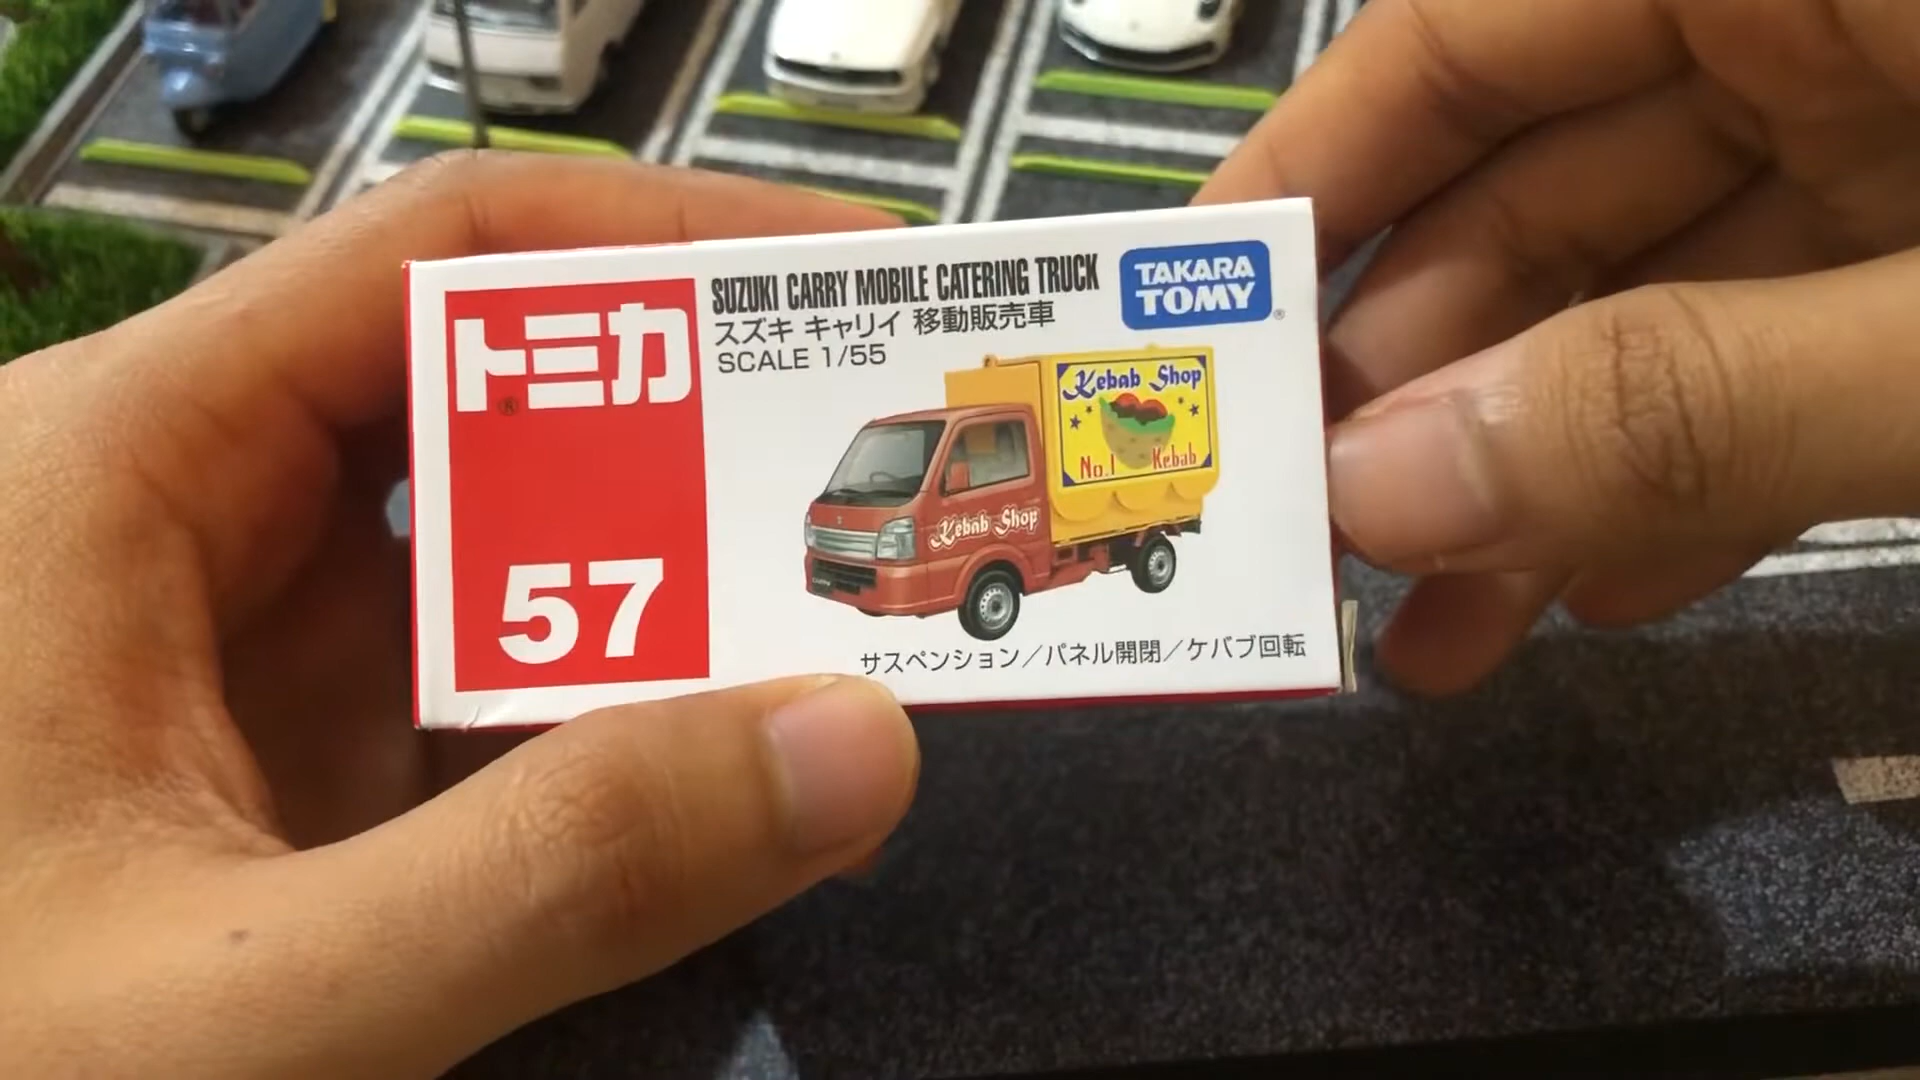 トミカ
®
57
SUZUKI CARRY MOBILE CATERING TRUCK
スズキ キャリイ 移動販売車
SCALE 1/55
TAKARA
TOMY
®
Kebab Shop
No.1 Kebab
Kebab Shop
サスペンション／パネル開閉／ケバブ回転